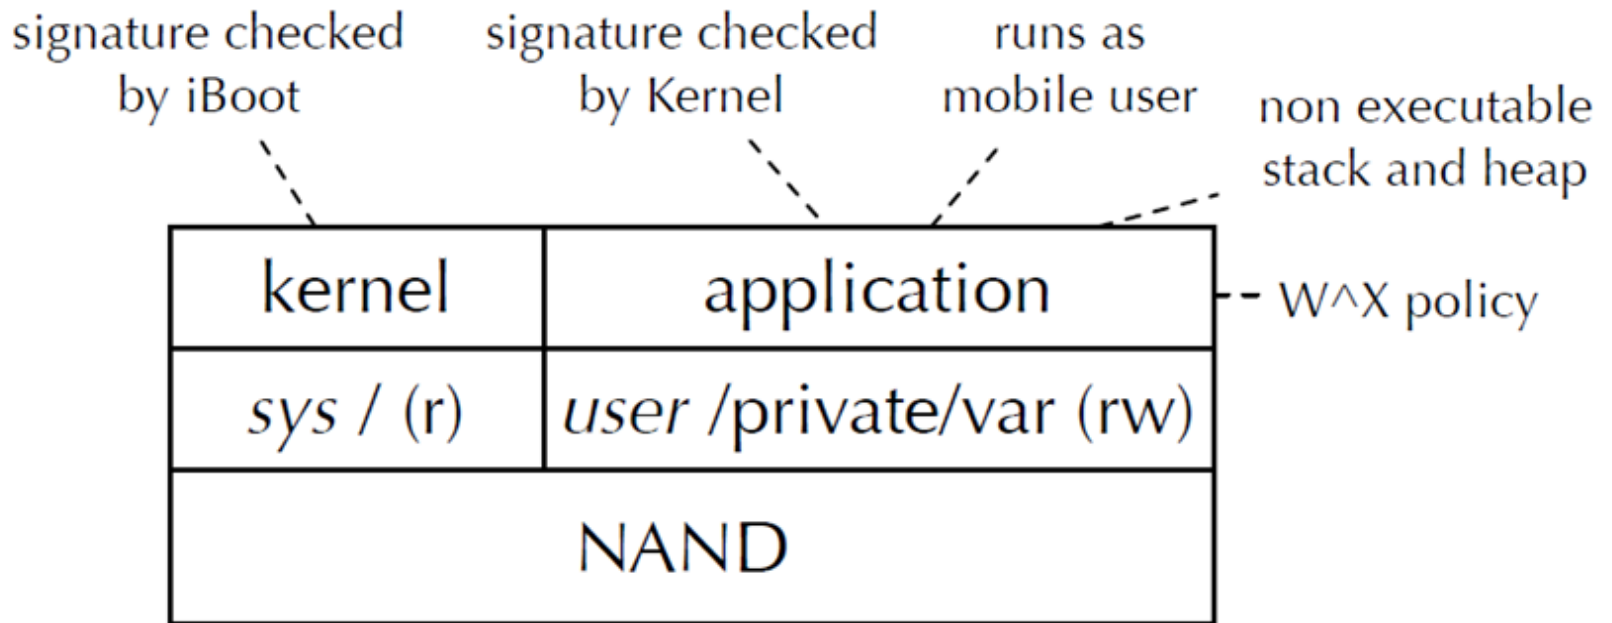 signature checked
by iBoot
signature checked
by Kernel
runs as
mobile user
non executable
stack and heap
kernel
application
W^X policy
sys / (r)
user /private/var (rw)
NAND